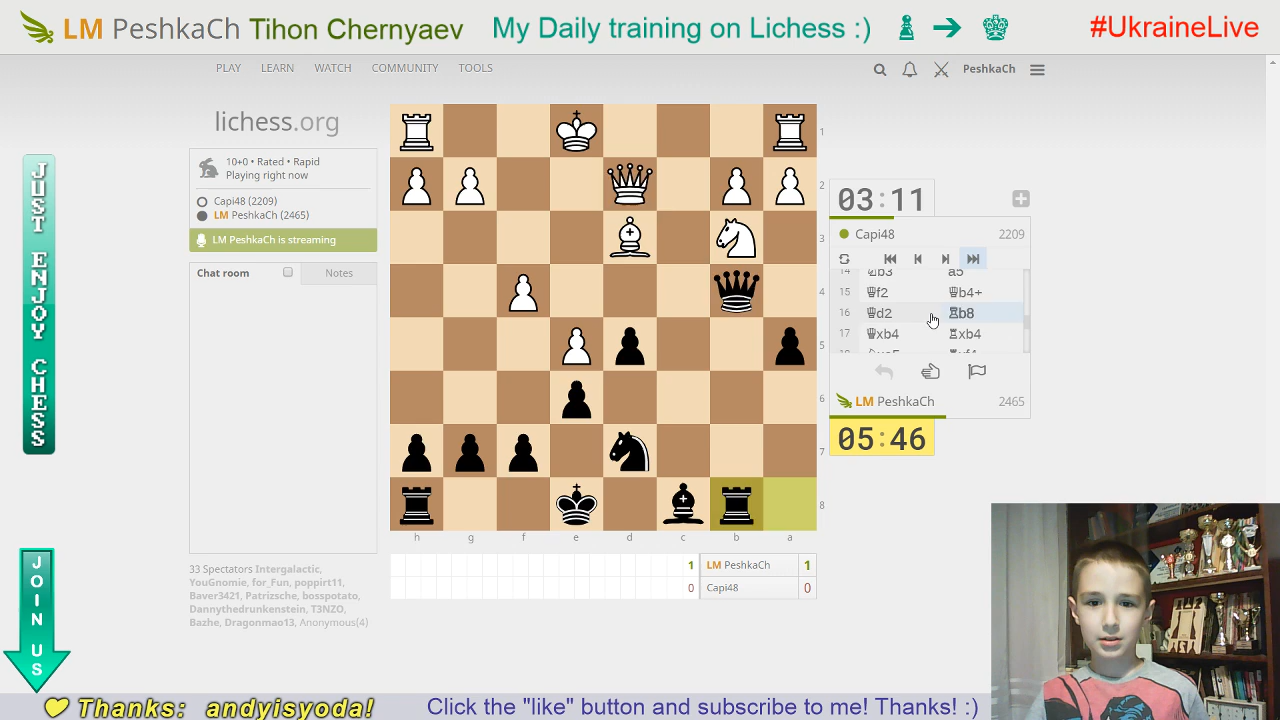 LM PeshkaCh Tihon Chernyaev
My Daily training on Lichess :)
#UkraineLive
PLAY LEARN WATCH COMMUNITY TOOLS
PeshkaCh
lichess.org
10+0 • Rated • Rapid
Playing right now
Capi48 (2209)
LM PeshkaCh (2465)
LM PeshkaCh is streaming
Chat room Notes
33 Spectators Intergalactic,
YouGnomie, for_Fun, poppirt11,
Baver3421, Patrizsche, bosspotato,
Dannythedrunkenstein, T3NZO,
Bazhe, Dragonmao13, Anonymous(4)
JUST ENJOY CHESS
JOIN US
1
2
3
4
5
6
7
8
h g f e d c b a
1 LM PeshkaCh 1
0 Capi48 0
03:11
Capi48 2209
14 ♘b3 a5
15 ♕f2 ♕b4+
16 ♕d2 ♖b8
17 ♕xb4 ♖xb4
LM PeshkaCh 2465
05:46
Thanks: andyisyoda!
Click the "like" button and subscribe to me! Thanks! :)